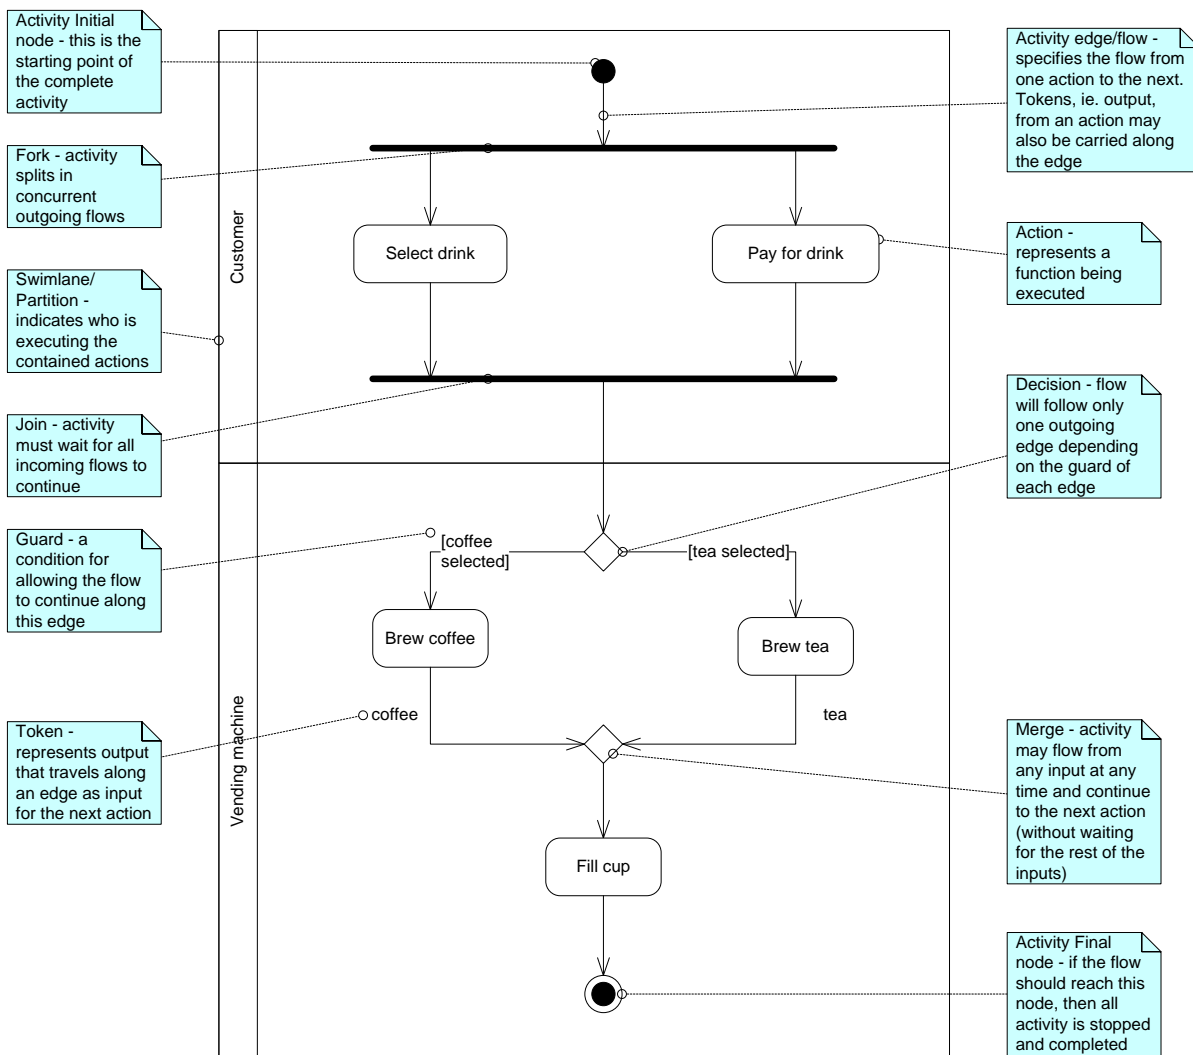 Activity Initial
node - this is the
starting point of
the complete
activity
Activity edge/flow -
specifies the flow from
one action to the next.
Tokens, ie. output,
from an action may
also be carried along
the edge
Fork - activity
splits in
concurrent
outgoing flows
Customer
Select drink
Pay for drink
Action -
represents a
function being
executed
Swimlane/
Partition -
indicates who is
executing the
contained actions
Join - activity
must wait for all
incoming flows to
continue
Decision - flow
will follow only
one outgoing
edge depending
on the guard of
each edge
Guard - a
condition for
allowing the flow
to continue along
this edge
[coffee
selected]
[tea selected]
Brew coffee
Brew tea
Vending machine
Token -
represents output
that travels along
an edge as input
for the next action
coffee
tea
Merge - activity
may flow from
any input at any
time and continue
to the next action
(without waiting
for the rest of the
inputs)
Fill cup
Activity Final
node - if the flow
should reach this
node, then all
activity is stopped
and completed